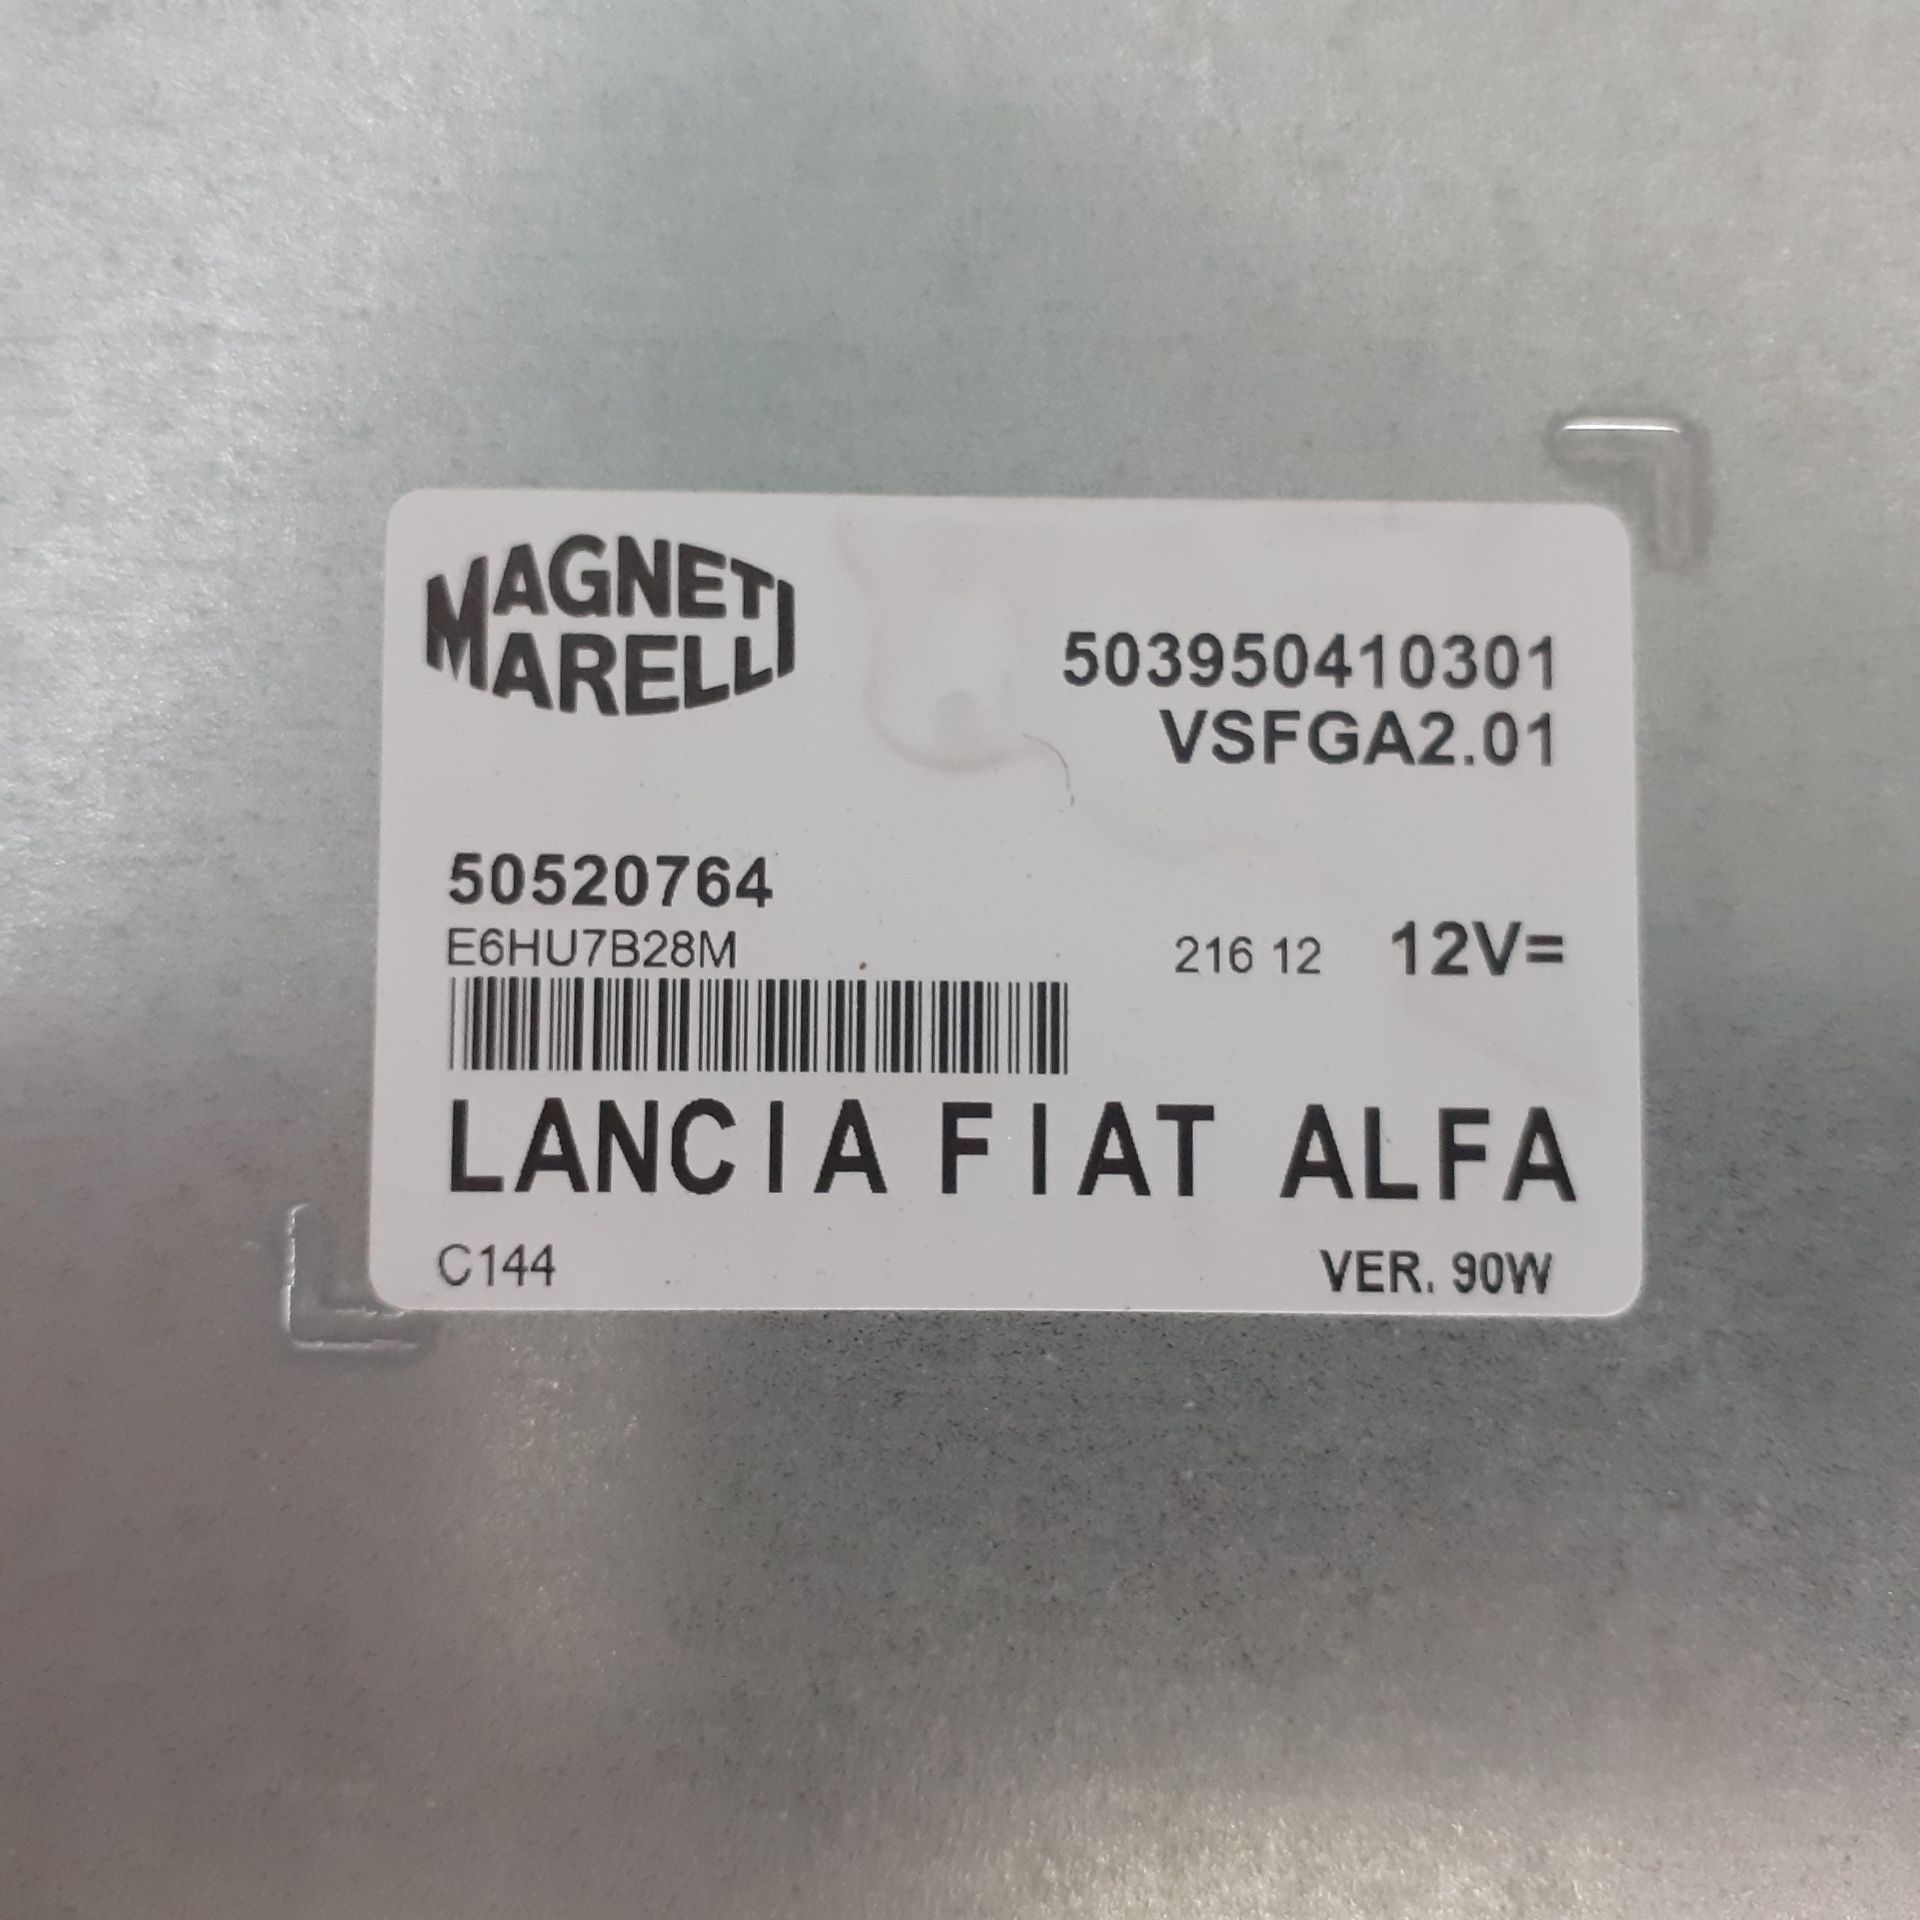 MAGNETI
MARELLI
503950410301
VSFGA2.01
50520764
E6HU7B28M
216 12 12V=
LANCIA FIAT ALFA
C144 VER. 90W